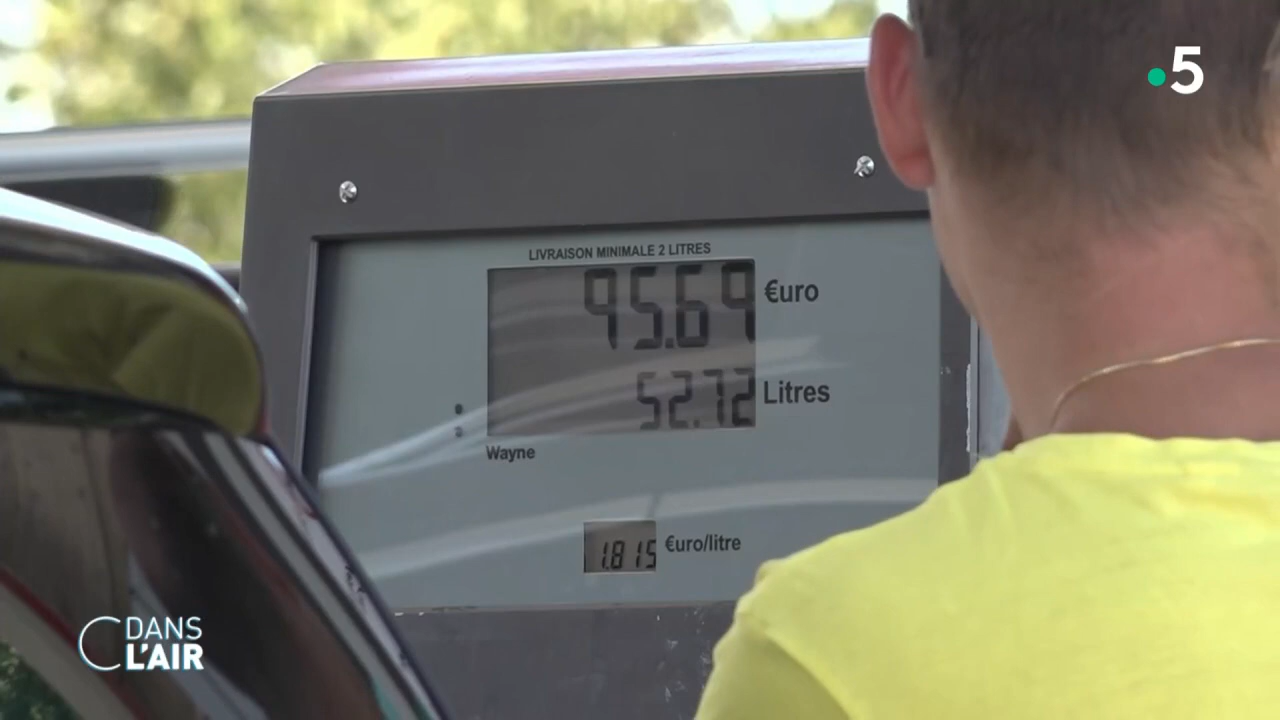 5
LIVRAISON MINIMALE 2 LITRES
95.69 €uro
52.72 Litres
Wayne
1.815 €uro/litre
C DANS
L'AIR